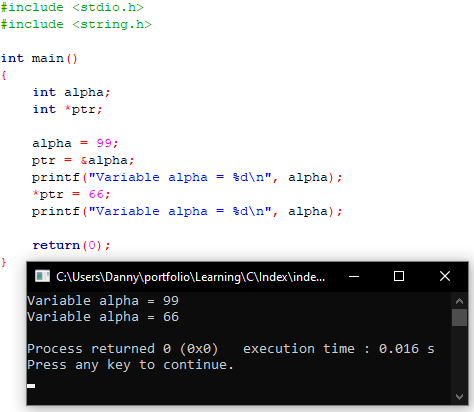 #include <stdio.h>
#include <string.h>

int main()
{
    int alpha;
    int *ptr;

    alpha = 99;
    ptr = &alpha;
    printf("Variable alpha = %d\n", alpha);
    *ptr = 66;
    printf("Variable alpha = %d\n", alpha);

    return(0);
}
C:\Users\Danny\portfolio\Learning\C\Index\inde...
Variable alpha = 99
Variable alpha = 66

Process returned 0 (0x0)   execution time : 0.016 s
Press any key to continue.